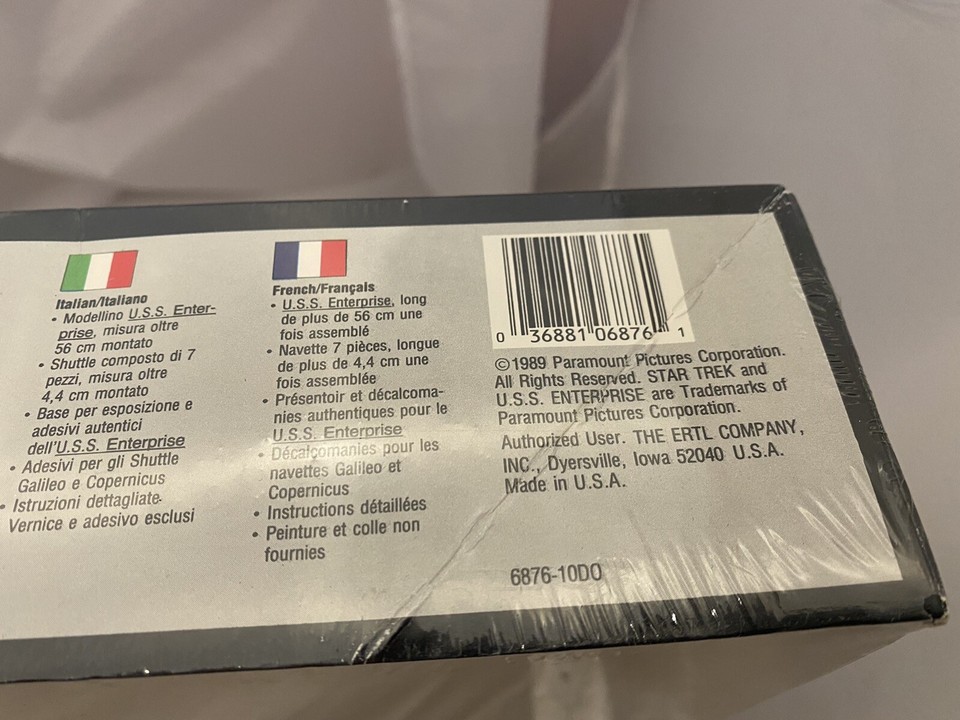 Italian/Italiano
• Modellino U.S.S. Enter-
prise, misura oltre
56 cm montato
• Shuttle composto di 7
pezzi, misura oltre
4,4 cm montato
• Base per esposizione e
adesivi autentici
dell'U.S.S. Enterprise
• Adesivi per gli Shuttle
Galileo e Copernicus
• Istruzioni dettagliate.
Vernice e adesivo esclusi
French/Français
• U.S.S. Enterprise, long
de plus de 56 cm une
fois assemblé
• Navette 7 pièces, longue
de plus de 4,4 cm une
fois assemblée
• Présentoir et décalcoma-
nies authentiques pour le
U.S.S. Enterprise
• Décalçomanies pour les
navettes Galileo et
Copernicus
• Instructions détaillées
• Peinture et colle non
fournies
0 36881 06876 1
©1989 Paramount Pictures Corporation.
All Rights Reserved. STAR TREK and
U.S.S. ENTERPRISE are Trademarks of
Paramount Pictures Corporation.
Authorized User. THE ERTL COMPANY,
INC., Dyersville, Iowa 52040 U.S.A.
Made in U.S.A.
6876-10DO